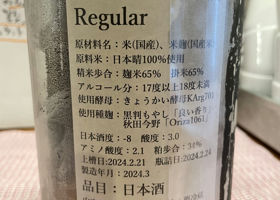 Regular
原材料名：米(国産)、米麹(国産米
原料米：日本晴100%使用
精米歩合：麹米65% 掛米65%
アルコール分：17度以上18度未満
使用酵母：きょうかい酵母KArg701
使用種麹：黒判もやし「良い香り」
秋田今野「Oriza1061」
日本酒度：-8 酸度：3.0
アミノ酸度：2.1 粕歩合：34%
上槽日:2024.2.21 瓶詰日:2024.2.24
製造年月：2024.3
品目：日本酒